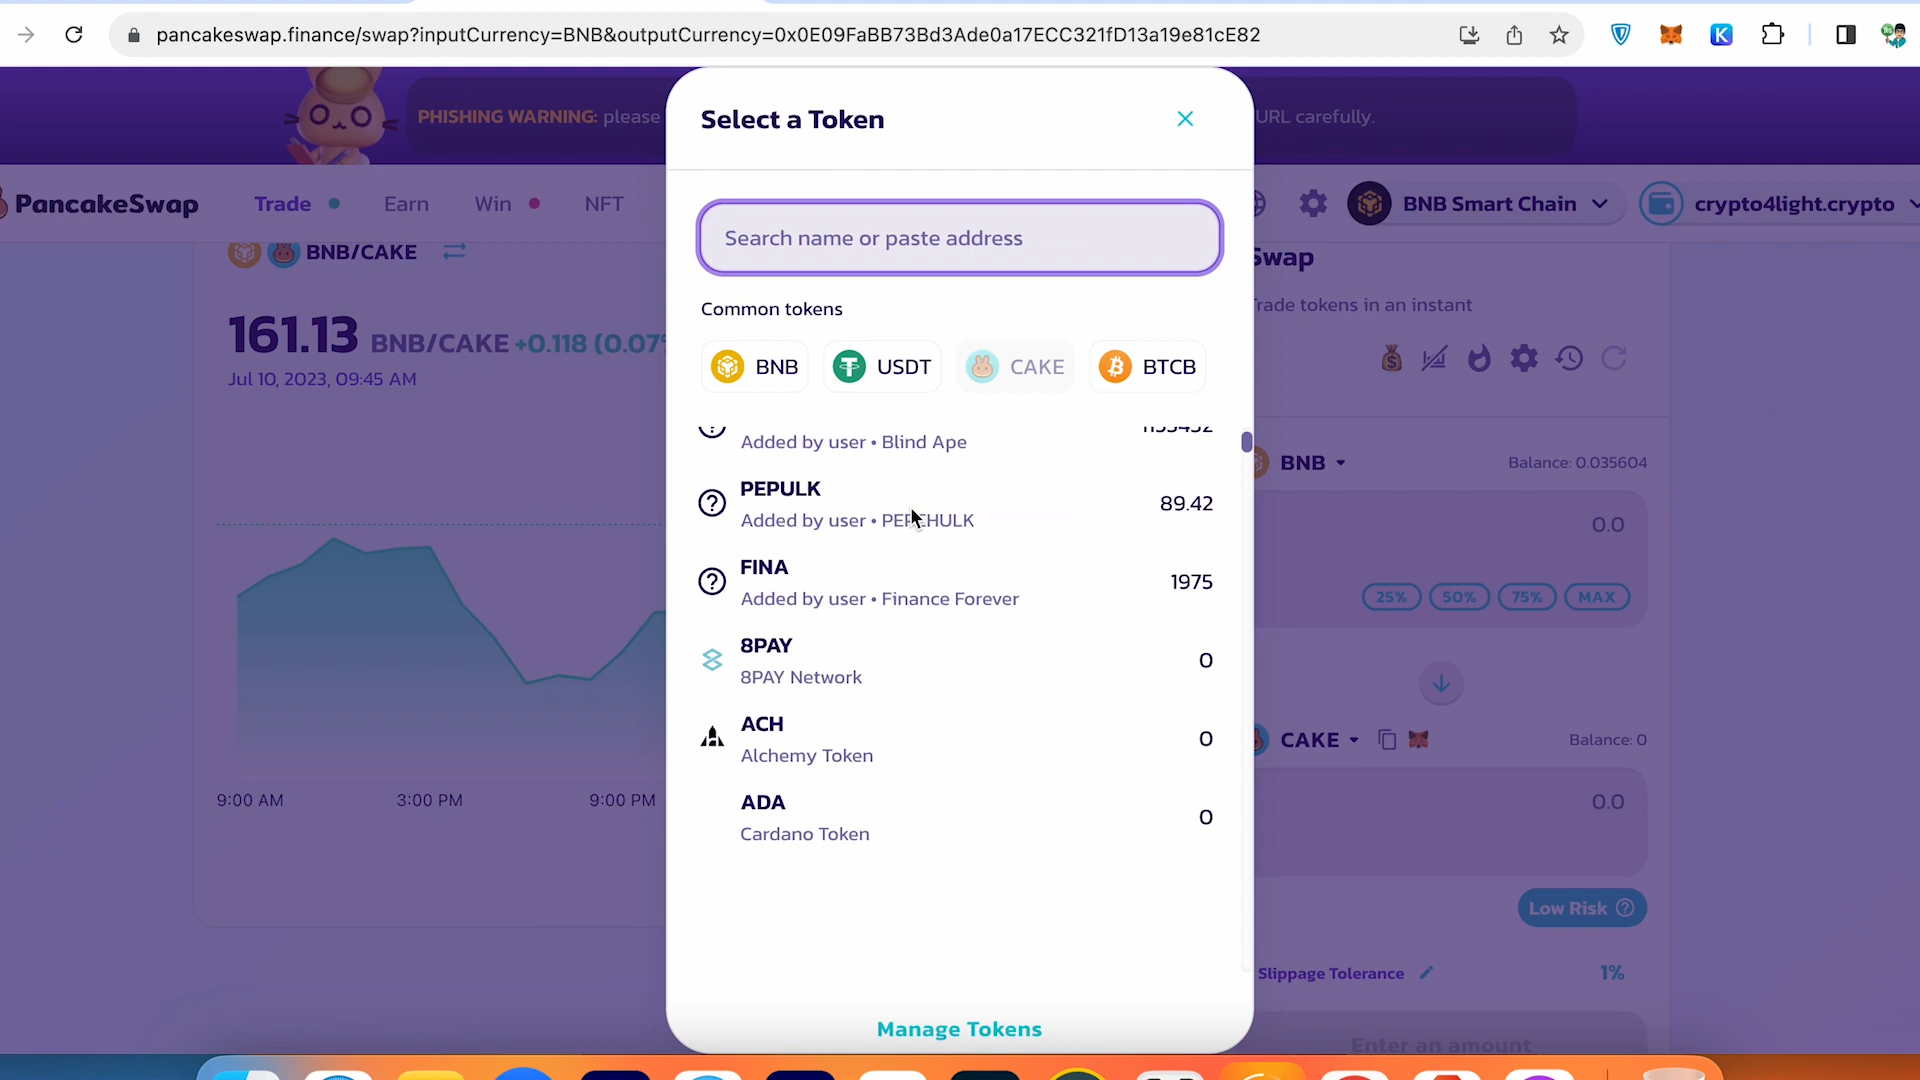 pancakeswap.finance/swap?inputCurrency=BNB&outputCurrency=0x0E09FaBB73Bd3Ade0a17ECC321fD13a19e81cE82
PHISHING WARNING: please
URL carefully.
PancakeSwap
Trade
Earn
Win
NFT
BNB Smart Chain
crypto4light.crypto
BNB/CAKE
161.13 BNB/CAKE +0.118 (0.07%
Jul 10, 2023, 09:45 AM
9:00 AM
3:00 PM
9:00 PM
Select a Token
Search name or paste address
Common tokens
BNB
USDT
CAKE
BTCB
Added by user • Blind Ape
PEPULK
Added by user • PEPEHULK
89.42
FINA
Added by user • Finance Forever
1975
8PAY
8PAY Network
0
ACH
Alchemy Token
0
ADA
Cardano Token
0
Manage Tokens
Swap
Trade tokens in an instant
BNB
Balance: 0.035604
0.0
25%
50%
75%
MAX
CAKE
Balance: 0
0.0
Low Risk
Slippage Tolerance
1%
Enter an amount